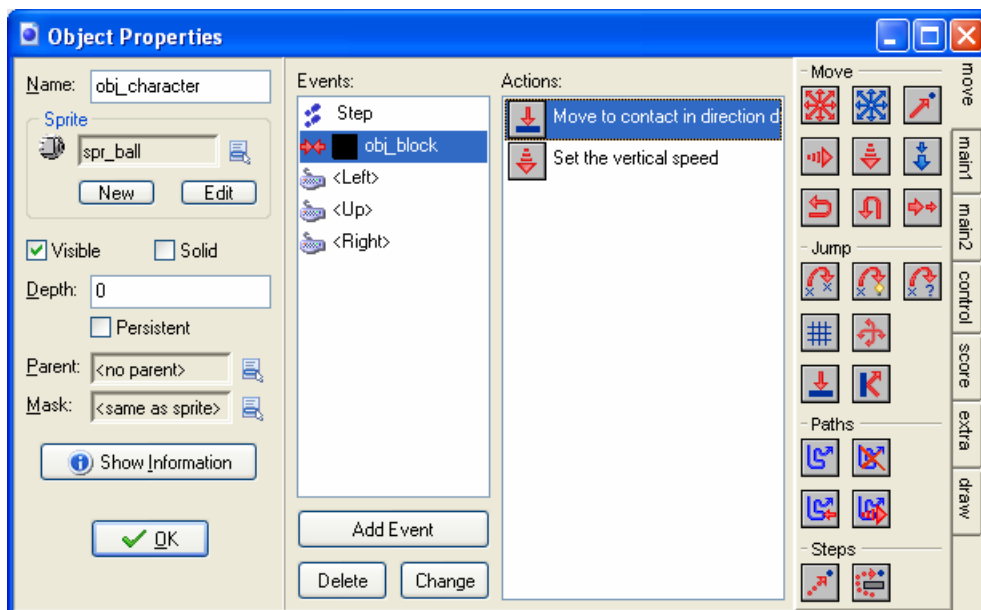 Object Properties
Name: obj_character
Sprite
spr_ball
New Edit
Visible Solid
Depth: 0
Persistent
Parent: <no parent>
Mask: <same as sprite>
Show Information
OK
Events:
Step
obj_block
<Left>
<Up>
<Right>
Add Event
Delete Change
Actions:
Move to contact in direction d
Set the vertical speed
Move
Jump
Paths
Steps
move
main1
main2
control
score
extra
draw